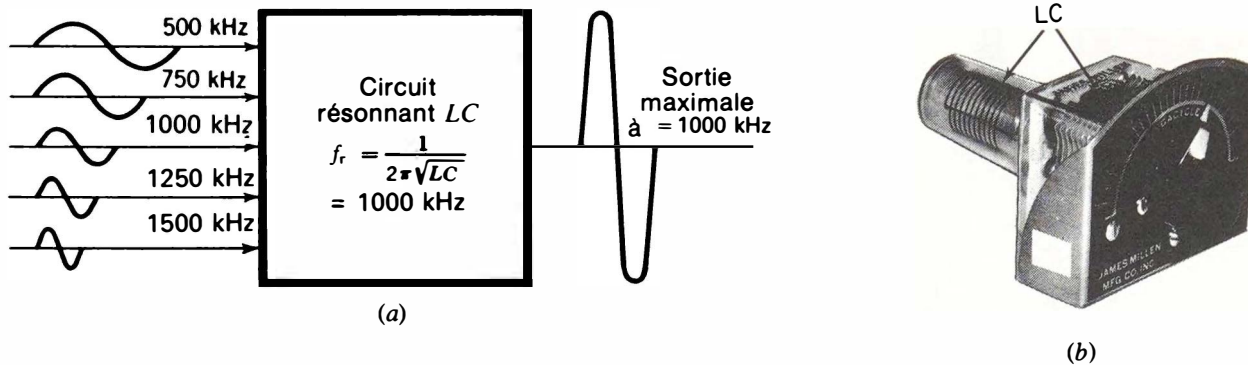 500 kHz
750 kHz
1000 kHz
1250 kHz
1500 kHz
Circuit
résonnant LC
f_r = 1/(2π√LC)
= 1000 kHz
Sortie
maximale
à = 1000 kHz
(a)
LC
JAMES MILLEN
MFG CO INC
(b)